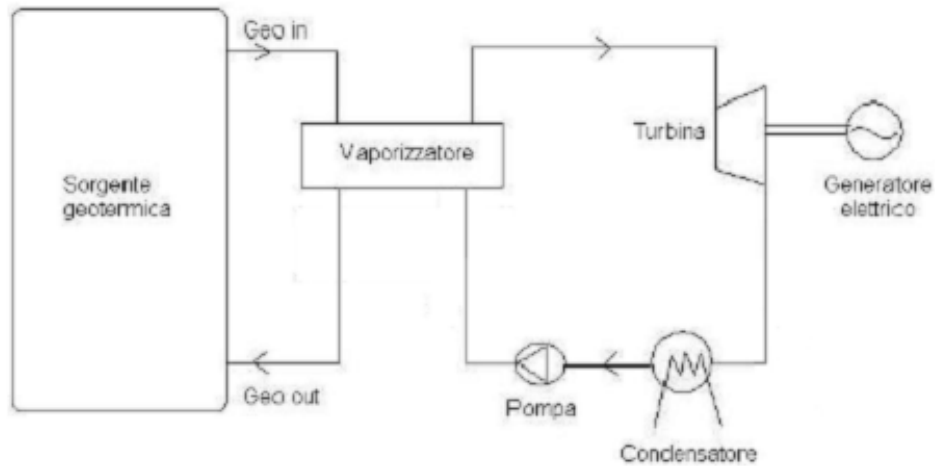 Geo in
Vaporizzatore
Turbina
Sorgente
geotermica
Generatore
elettrico
Geo out
Pompa
Condensatore